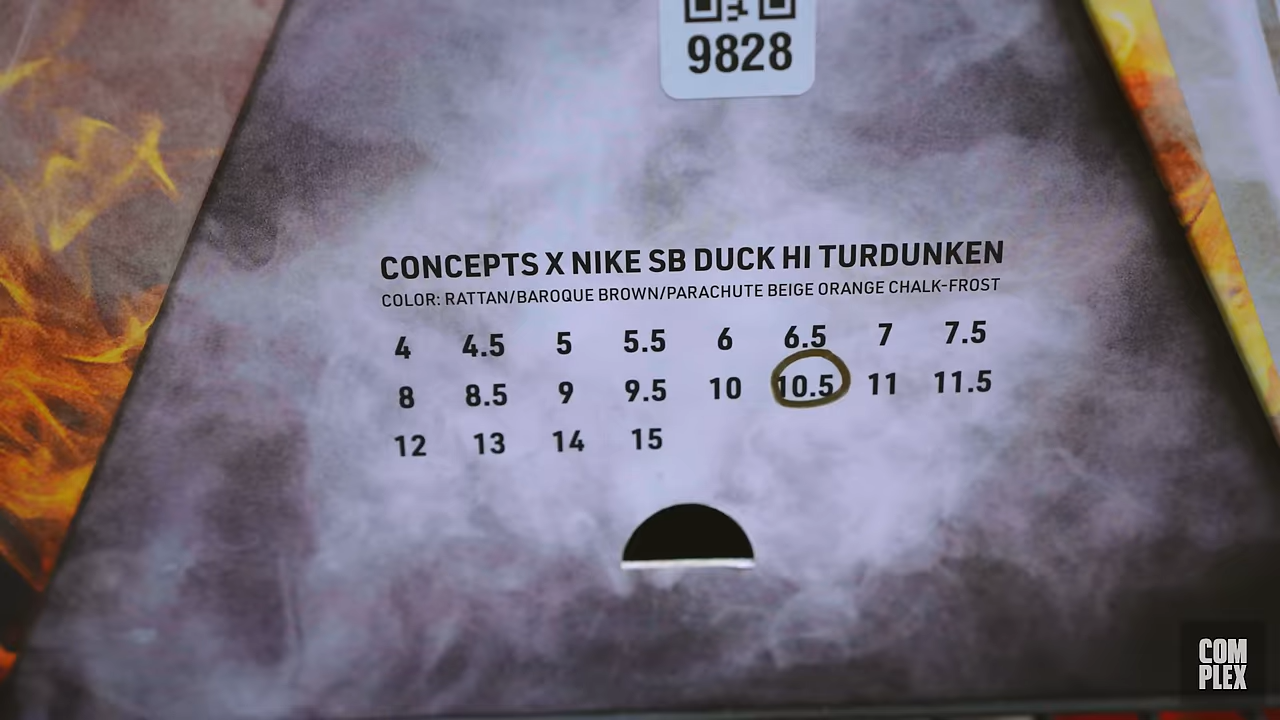 9828
CONCEPTS X NIKE SB DUCK HI TURDUNKEN
COLOR: RATTAN/BAROQUE BROWN/PARACHUTE BEIGE ORANGE CHALK-FROST
4 4.5 5 5.5 6 6.5 7 7.5
8 8.5 9 9.5 10 10.5 11 11.5
12 13 14 15
COM
PLEX